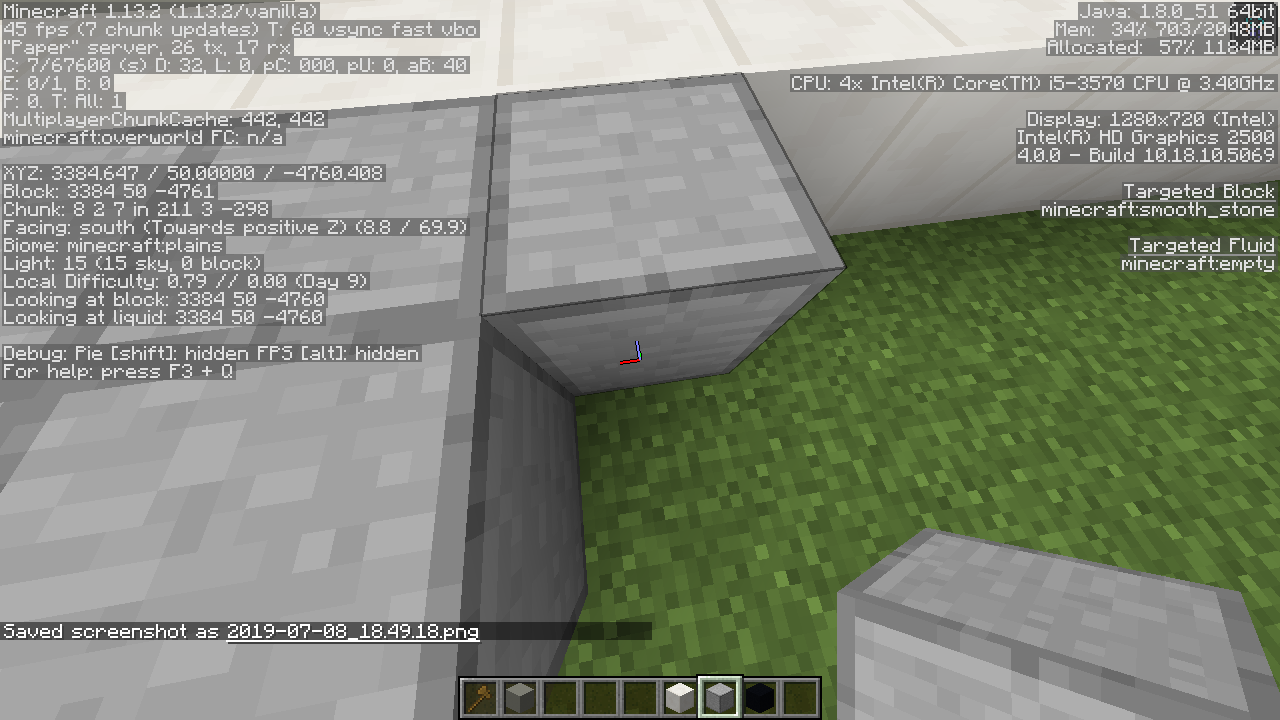 Minecraft 1.13.2 (1.13.2/vanilla)
45 fps (7 chunk updates) T: 60 vsync fast vbo
"Paper" server, 26 tx, 17 rx
C: 7/67600 (s) D: 32, L: 0, pC: 000, pU: 0, aB: 40
E: 0/1, B: 0
P: 0. T: All: 1
MultiplayerChunkCache: 442, 442
minecraft:overworld FC: n/a
XYZ: 3384.647 / 50.00000 / -4760.408
Block: 3384 50 -4761
Chunk: 8 2 7 in 211 3 -298
Facing: south (Towards positive Z) (8.8 / 69.9)
Biome: minecraft:plains
Light: 15 (15 sky, 0 block)
Local Difficulty: 0.79 // 0.00 (Day 9)
Looking at block: 3384 50 -4760
Looking at liquid: 3384 50 -4760
Debug: Pie [shift]: hidden FPS [alt]: hidden
For help: press F3 + Q
Java: 1.8.0_51 64bit
Mem: 34% 703/2048MB
Allocated: 57% 1184MB
CPU: 4x Intel(R) Core(TM) i5-3570 CPU @ 3.40GHz
Display: 1280x720 (Intel)
Intel(R) HD Graphics 2500
4.0.0 - Build 10.18.10.5069
Targeted Block
minecraft:smooth_stone
Targeted Fluid
minecraft:empty
Saved screenshot as 2019-07-08_18.49.18.png